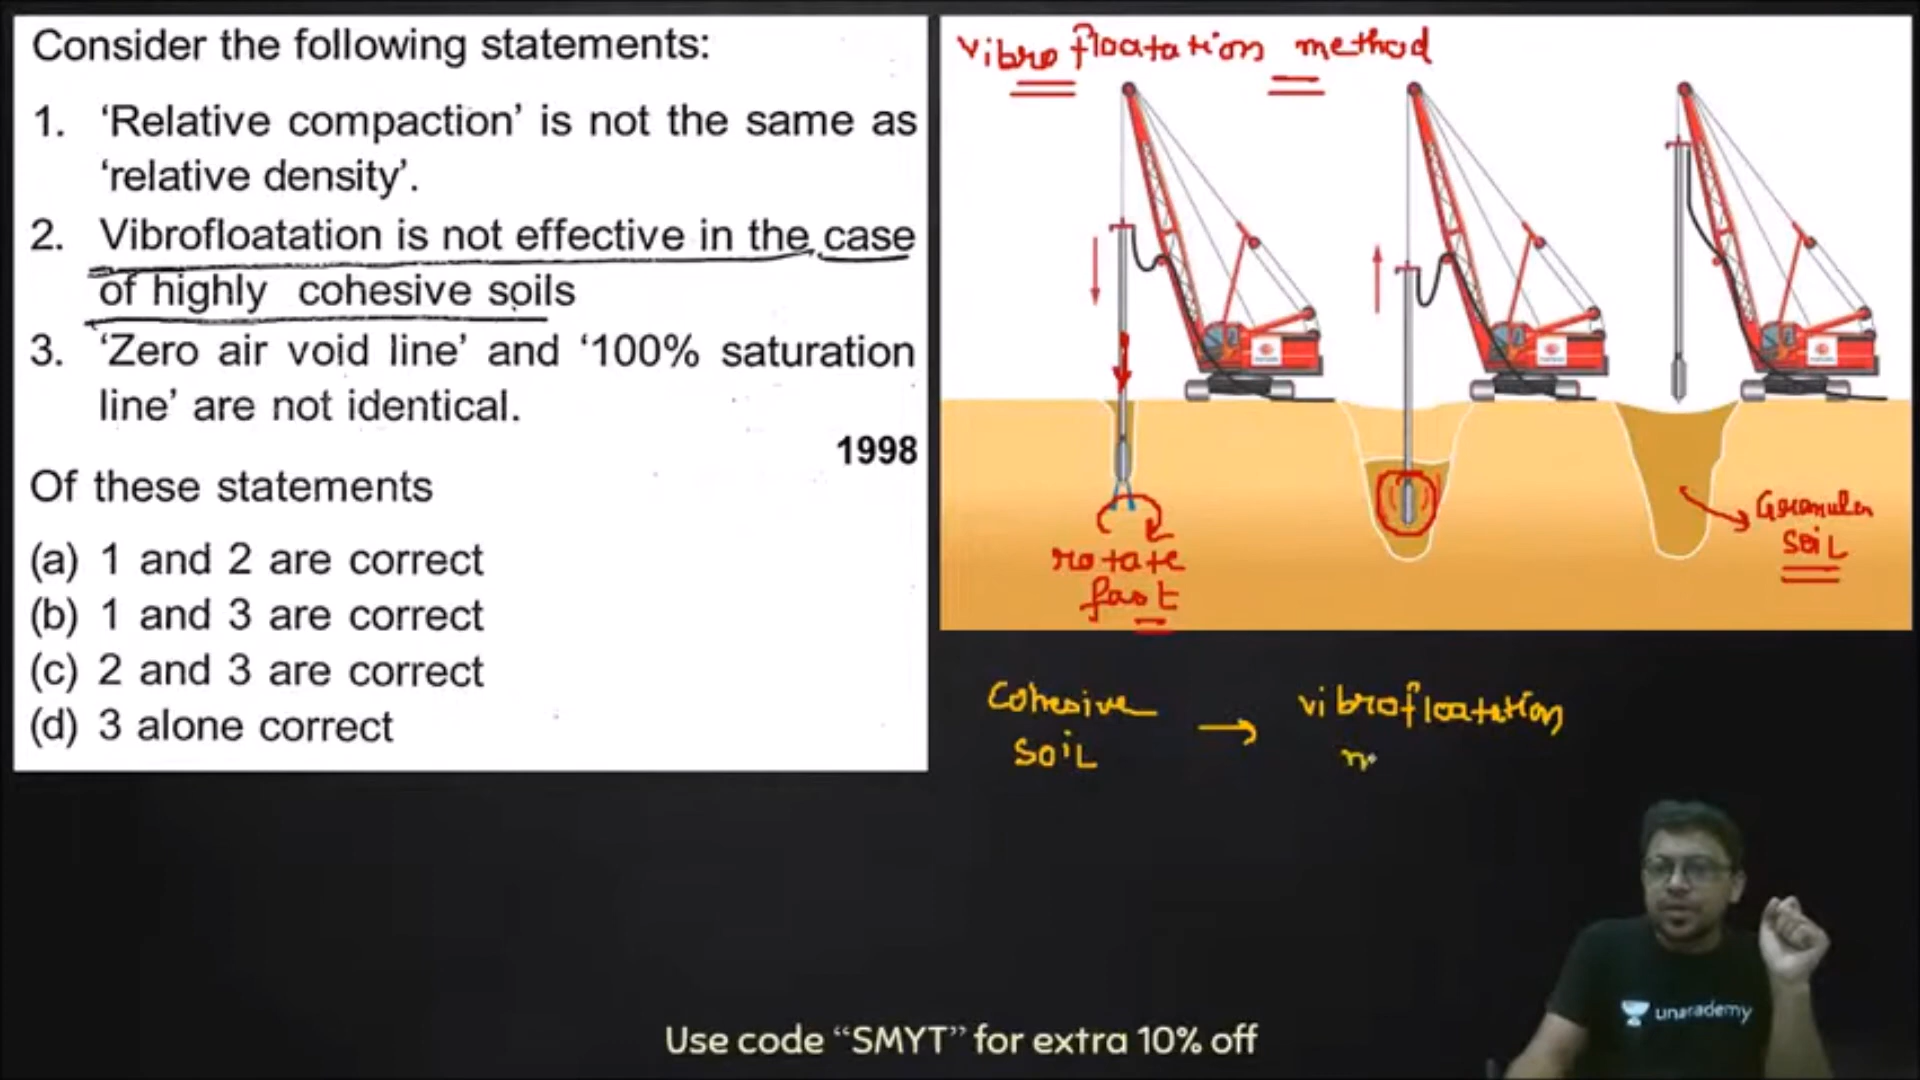 Consider the following statements:
1. ‘Relative compaction’ is not the same as
‘relative density’.
2. Vibrofloatation is not effective in the case
of highly cohesive soils
3. ‘Zero air void line’ and ‘100% saturation
line’ are not identical.
1998
Of these statements
(a) 1 and 2 are correct
(b) 1 and 3 are correct
(c) 2 and 3 are correct
(d) 3 alone correct
Vibrofloatation method
rotate
fast
Granular
soil
Cohesive
soil
→ vibrofloatation
unacademy
Use code “SMYT” for extra 10% off